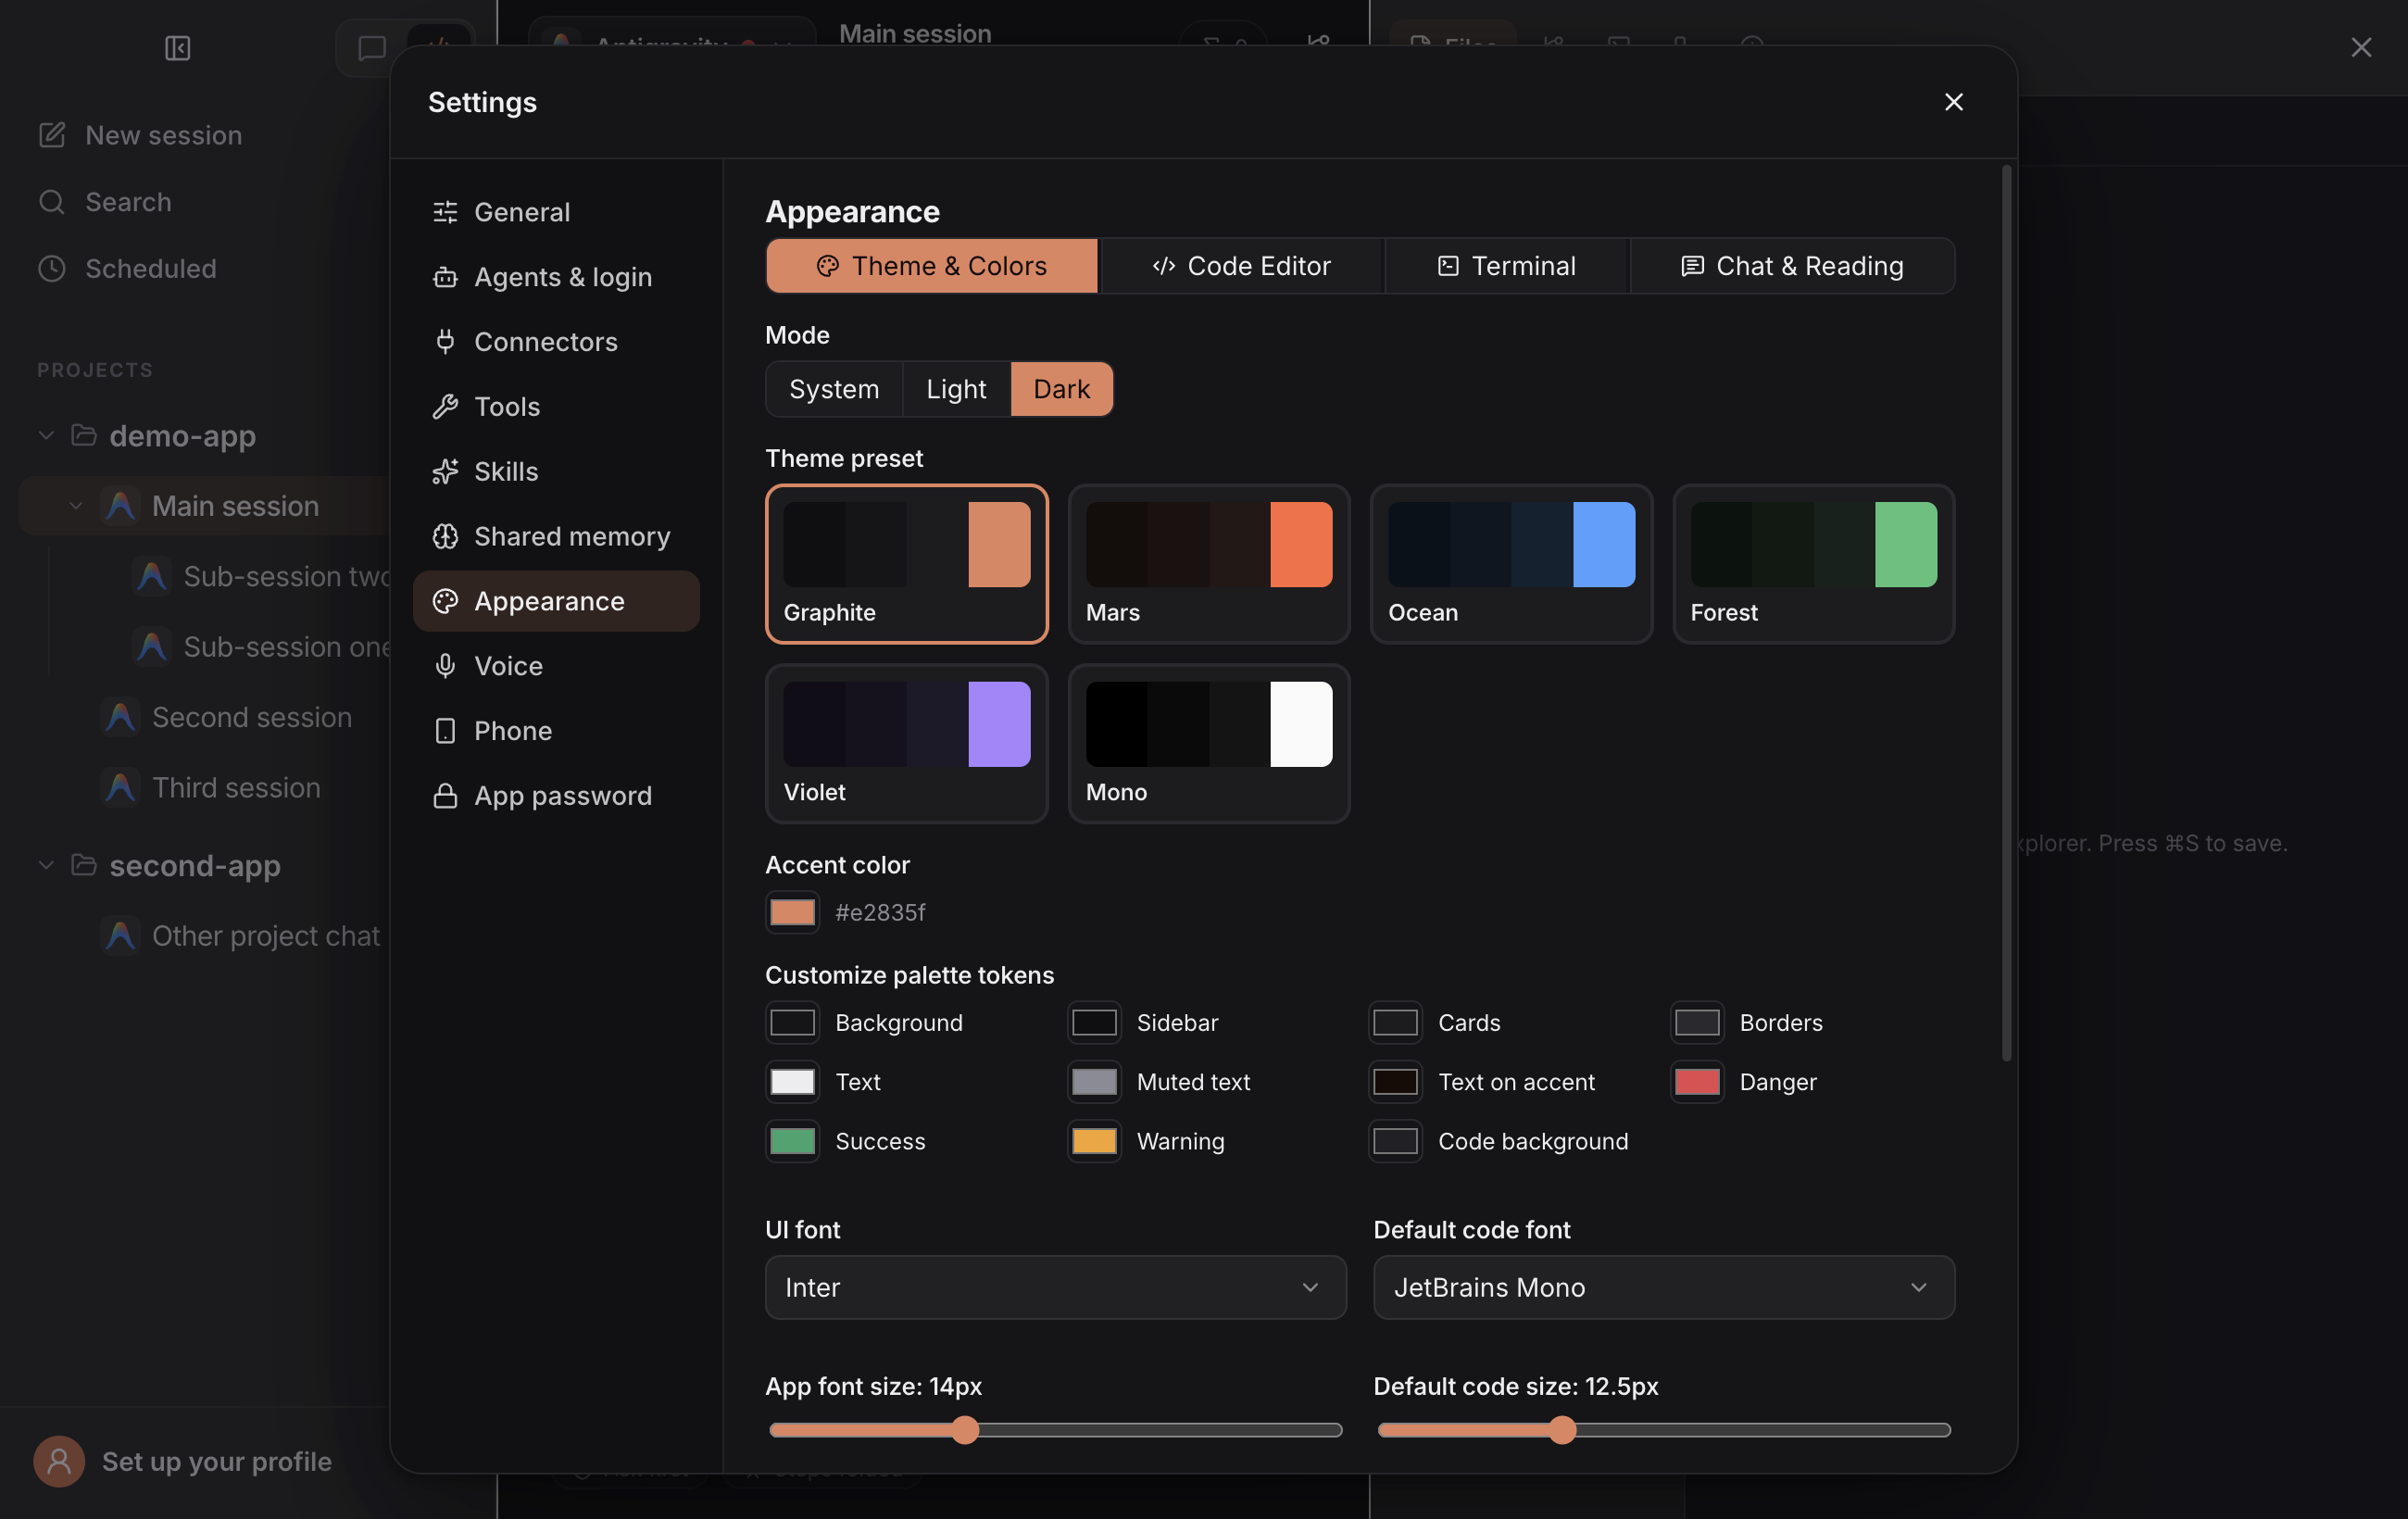 Antigravity
Main session
Files
Settings
New session
Search
Scheduled
PROJECTS
demo-app
Main session
Sub-session two
Sub-session one
Second session
Third session
second-app
Other project chat
Set up your profile
General
Agents & login
Connectors
Tools
Skills
Shared memory
Appearance
Voice
Phone
App password
Appearance
Theme & Colors
Code Editor
Terminal
Chat & Reading
Mode
System
Light
Dark
Theme preset
Graphite
Mars
Ocean
Forest
Violet
Mono
Accent color
#e2835f
Customize palette tokens
Background
Sidebar
Cards
Borders
Text
Muted text
Text on accent
Danger
Success
Warning
Code background
UI font
Default code font
Inter
JetBrains Mono
App font size: 14px
Default code size: 12.5px
xplorer. Press ⌘S to save.